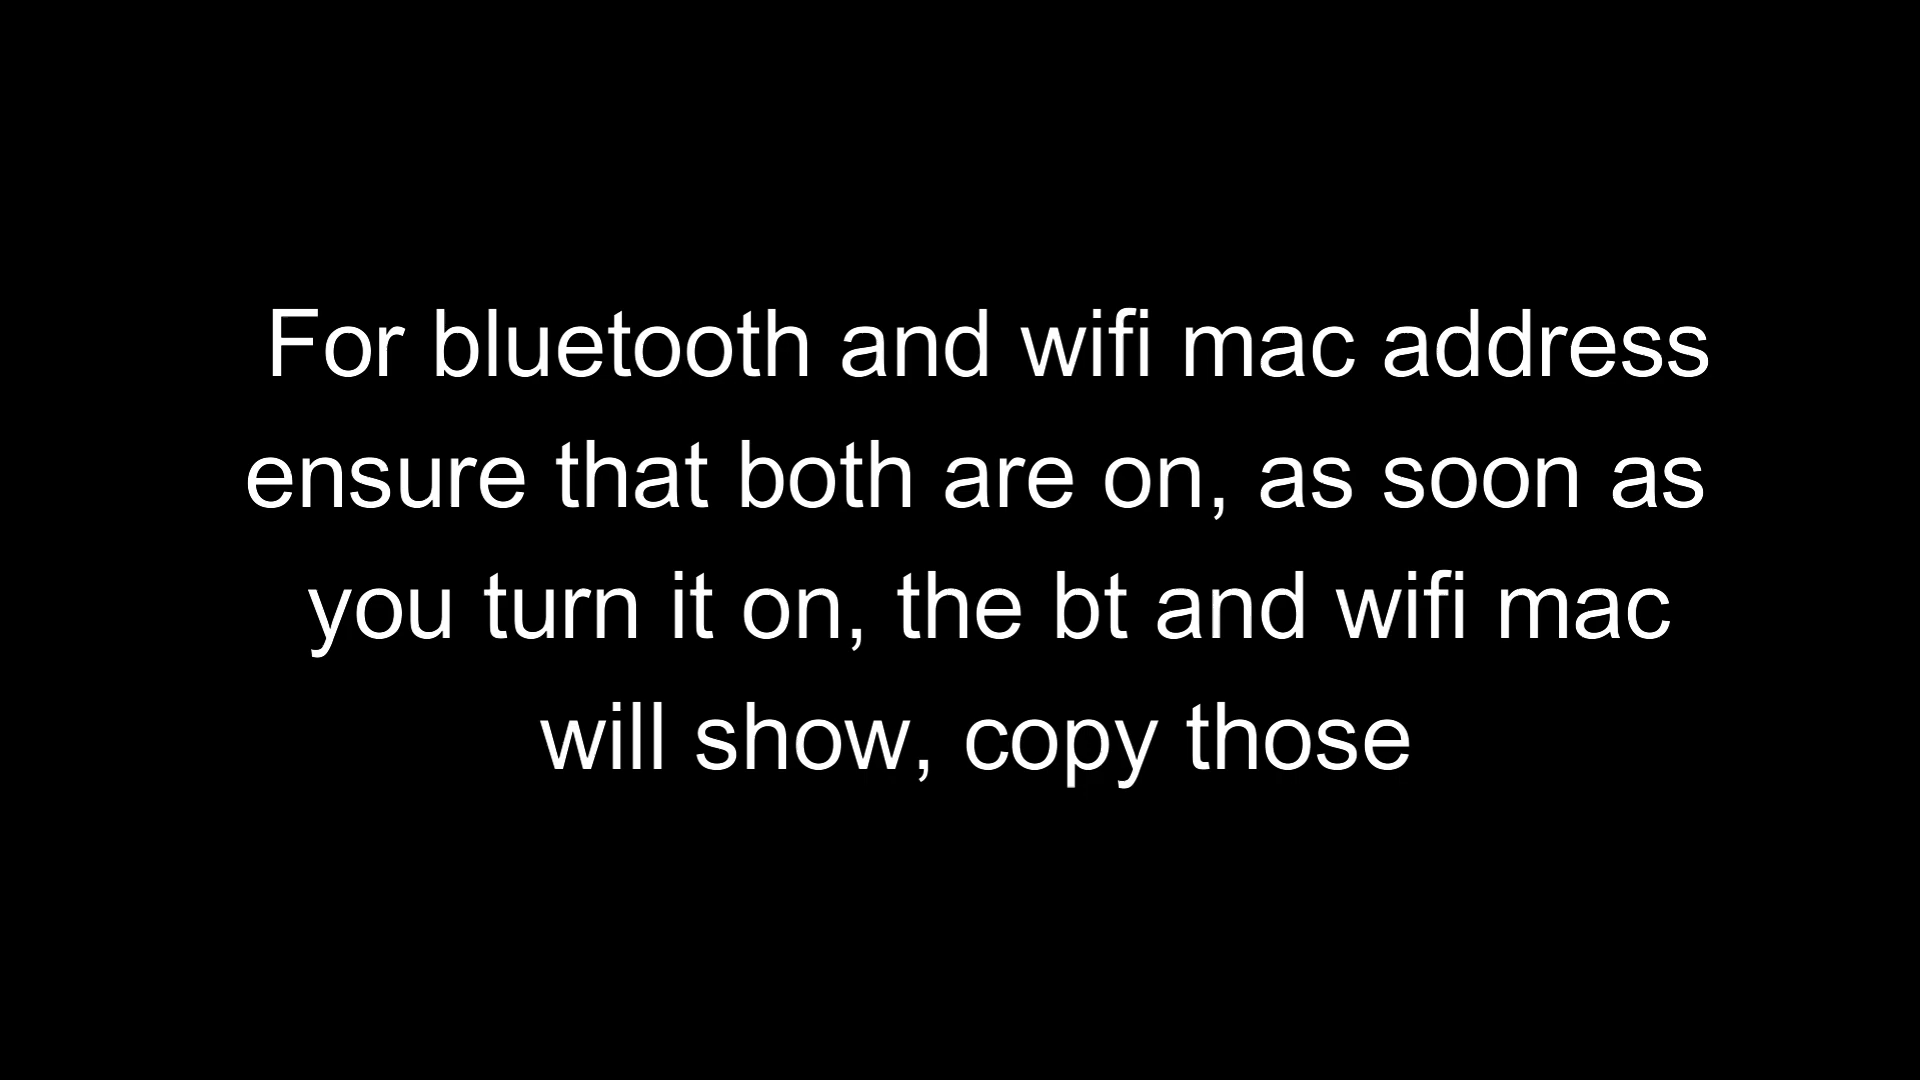 For bluetooth and wifi mac address
ensure that both are on, as soon as
you turn it on, the bt and wifi mac
will show, copy those